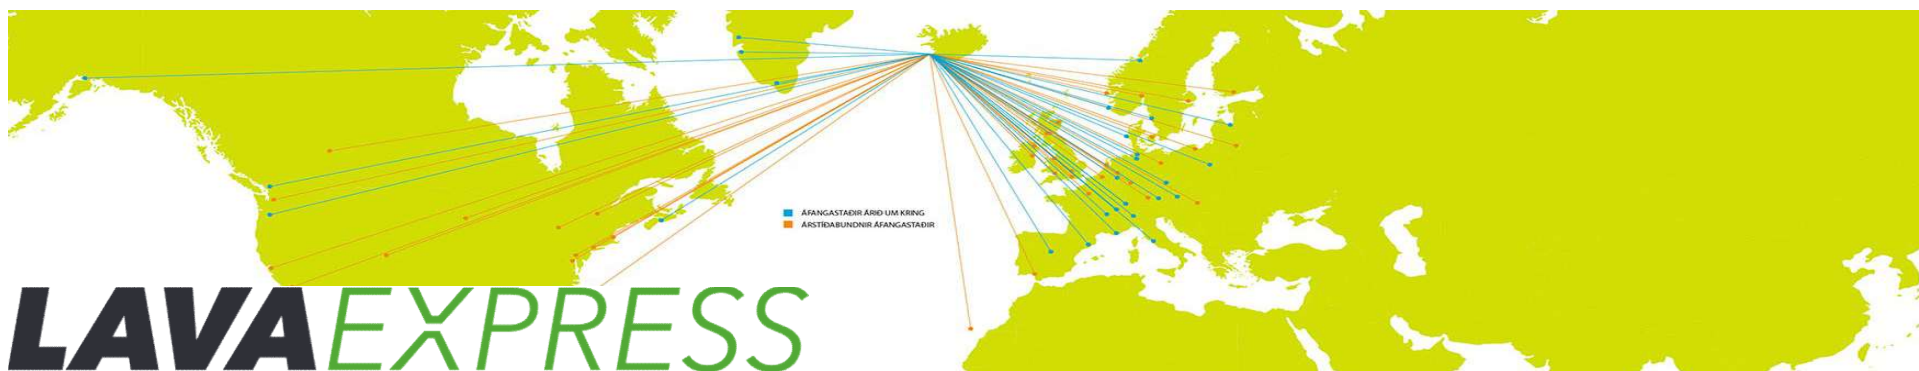 ÁFANGASTAÐIR ÁRIÐ UM KRING
ÁRSTÍÐABUNDNIR ÁFANGASTAÐIR
LAVAEXPRESS